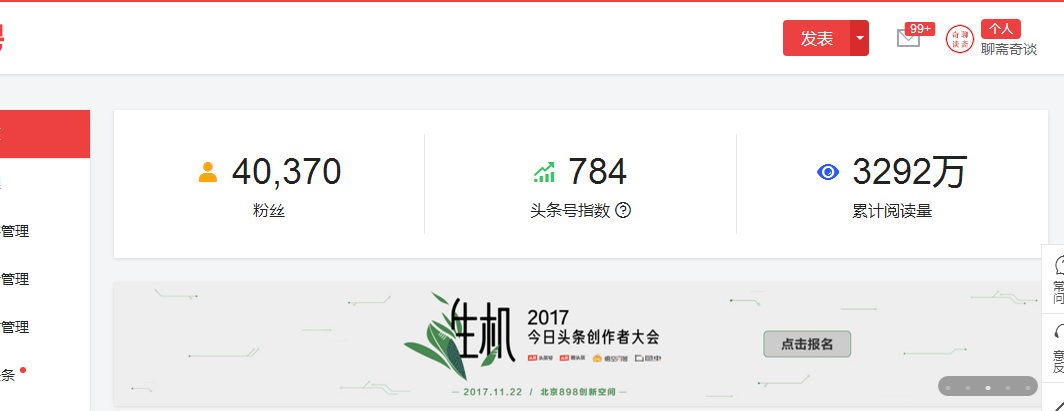 发表
99+
个人
聊斋奇谈
40,370
粉丝
784
头条号指数
3292万
累计阅读量
管理
管理
管理
条
生机
2017
今日头条创作者大会
点击报名
2017.11.22 / 北京898创新空间
常
问
意
反